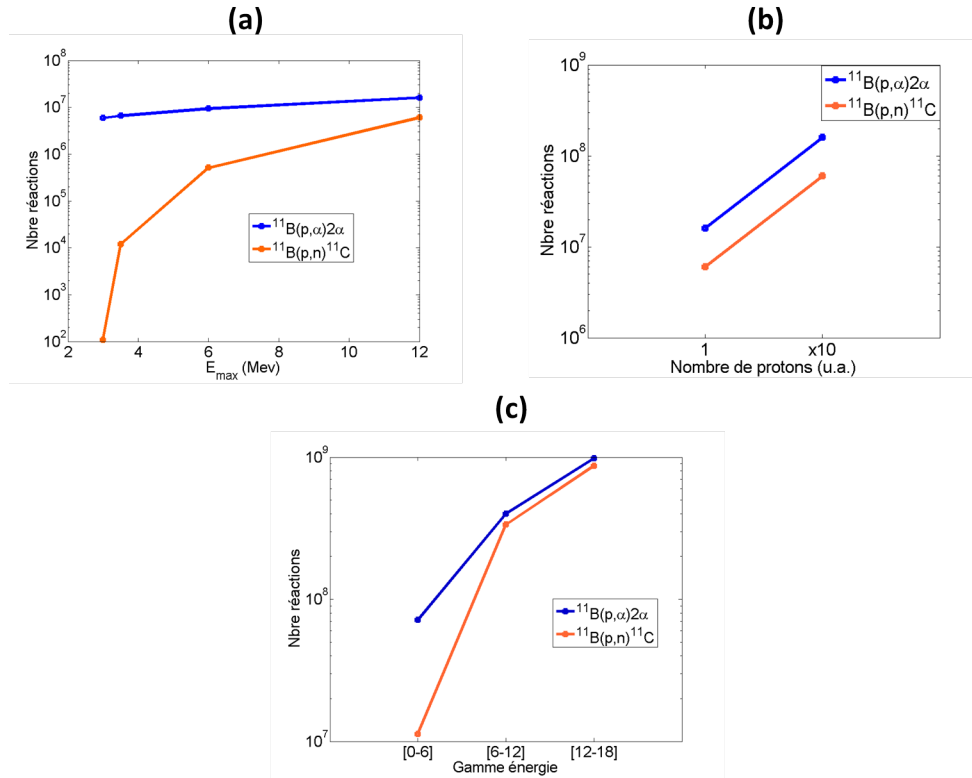 (a)
10^8
10^7
10^6
10^5
10^4
10^3
10^2
Nbre réactions
^11B(p,α)2α
^11B(p,n)^11C
2 4 6 8 10 12
E_max (Mev)
(b)
10^9
10^8
10^7
10^6
Nbre réactions
^11B(p,α)2α
^11B(p,n)^11C
1 x10
Nombre de protons (u.a.)
(c)
10^9
10^8
10^7
Nbre réactions
^11B(p,α)2α
^11B(p,n)^11C
[0-6] [6-12] [12-18]
Gamme énergie